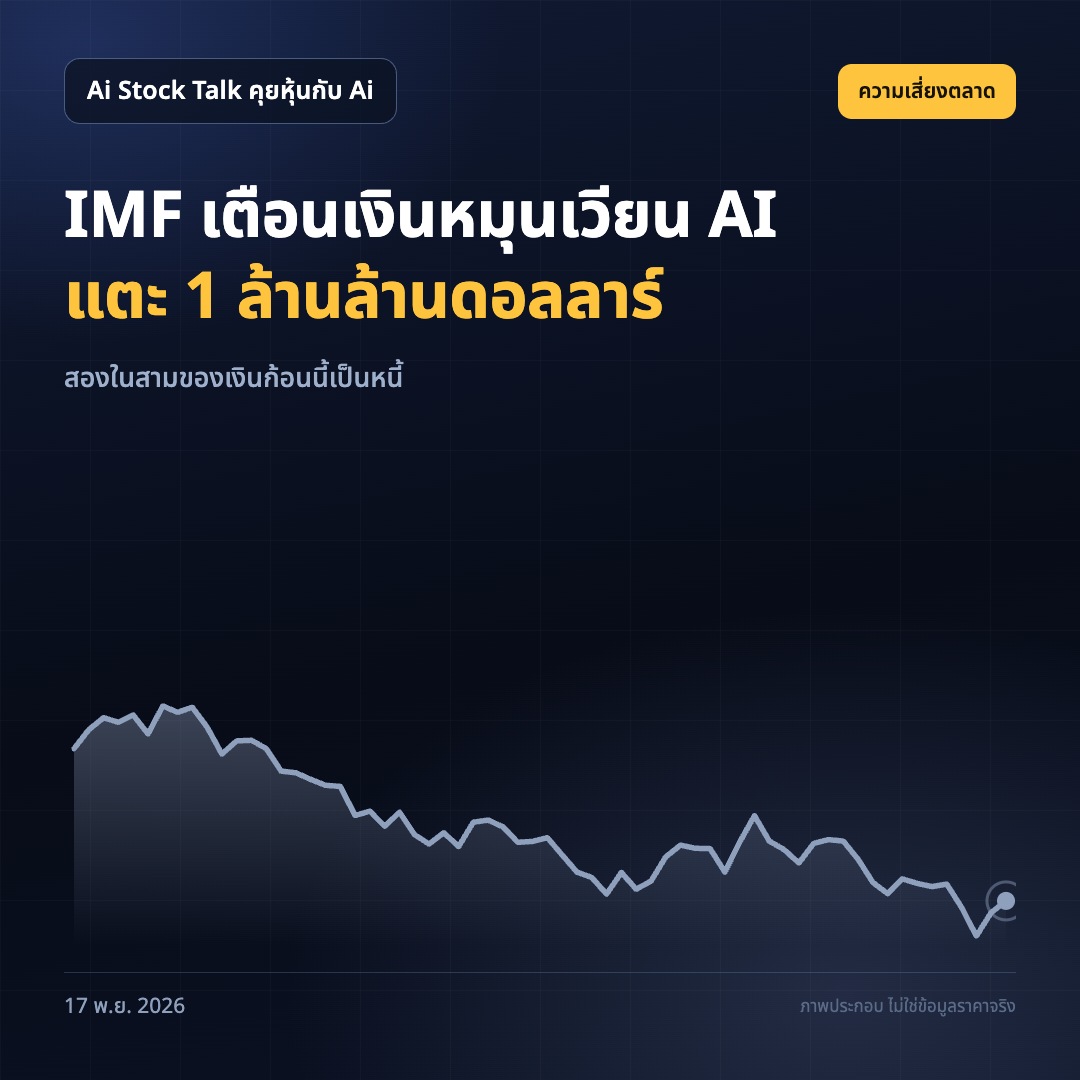 Ai Stock Talk คุยหุ้นกับ Ai
ความเสี่ยงตลาด
IMF เตือนเงินหมุนเวียน AI
แตะ 1 ล้านล้านดอลลาร์
สองในสามของเงินก้อนนี้เป็นหนี้
17 พ.ย. 2026
ภาพประกอบ ไม่ใช่ข้อมูลราคาจริง